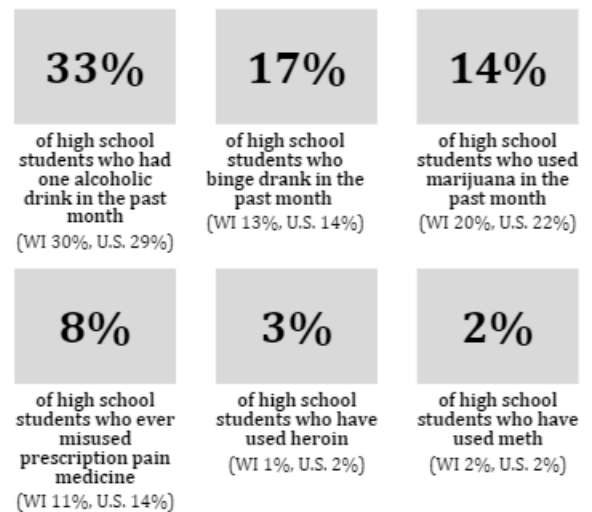 33%
of high school
students who had
one alcoholic
drink in the past
month
(WI 30%, U.S. 29%)
17%
of high school
students who
binge drank in the
past month
(WI 13%, U.S. 14%)
14%
of high school
students who used
marijuana in the
past month
(WI 20%, U.S. 22%)
8%
of high school
students who ever
misused
prescription pain
medicine
(WI 11%, U.S. 14%)
3%
of high school
students who have
used heroin
(WI 1%, U.S. 2%)
2%
of high school
students who have
used meth
(WI 2%, U.S. 2%)